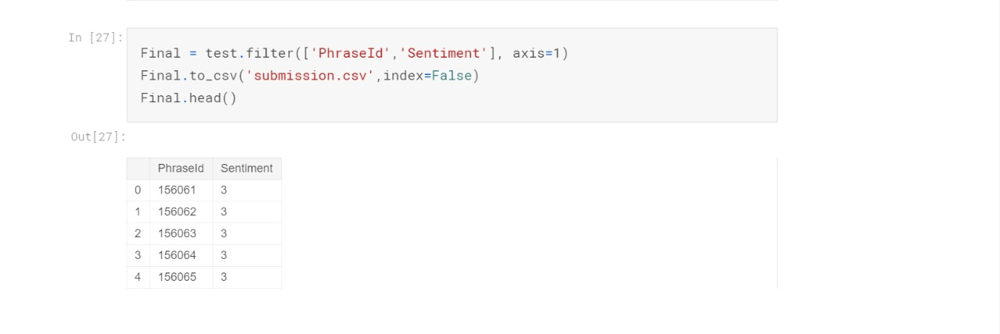 In [27]:
Final = test.filter(['PhraseId','Sentiment'], axis=1)
Final.to_csv('submission.csv',index=False)
Final.head()
Out[27]:
PhraseId Sentiment
0 156061 3
1 156062 3
2 156063 3
3 156064 3
4 156065 3